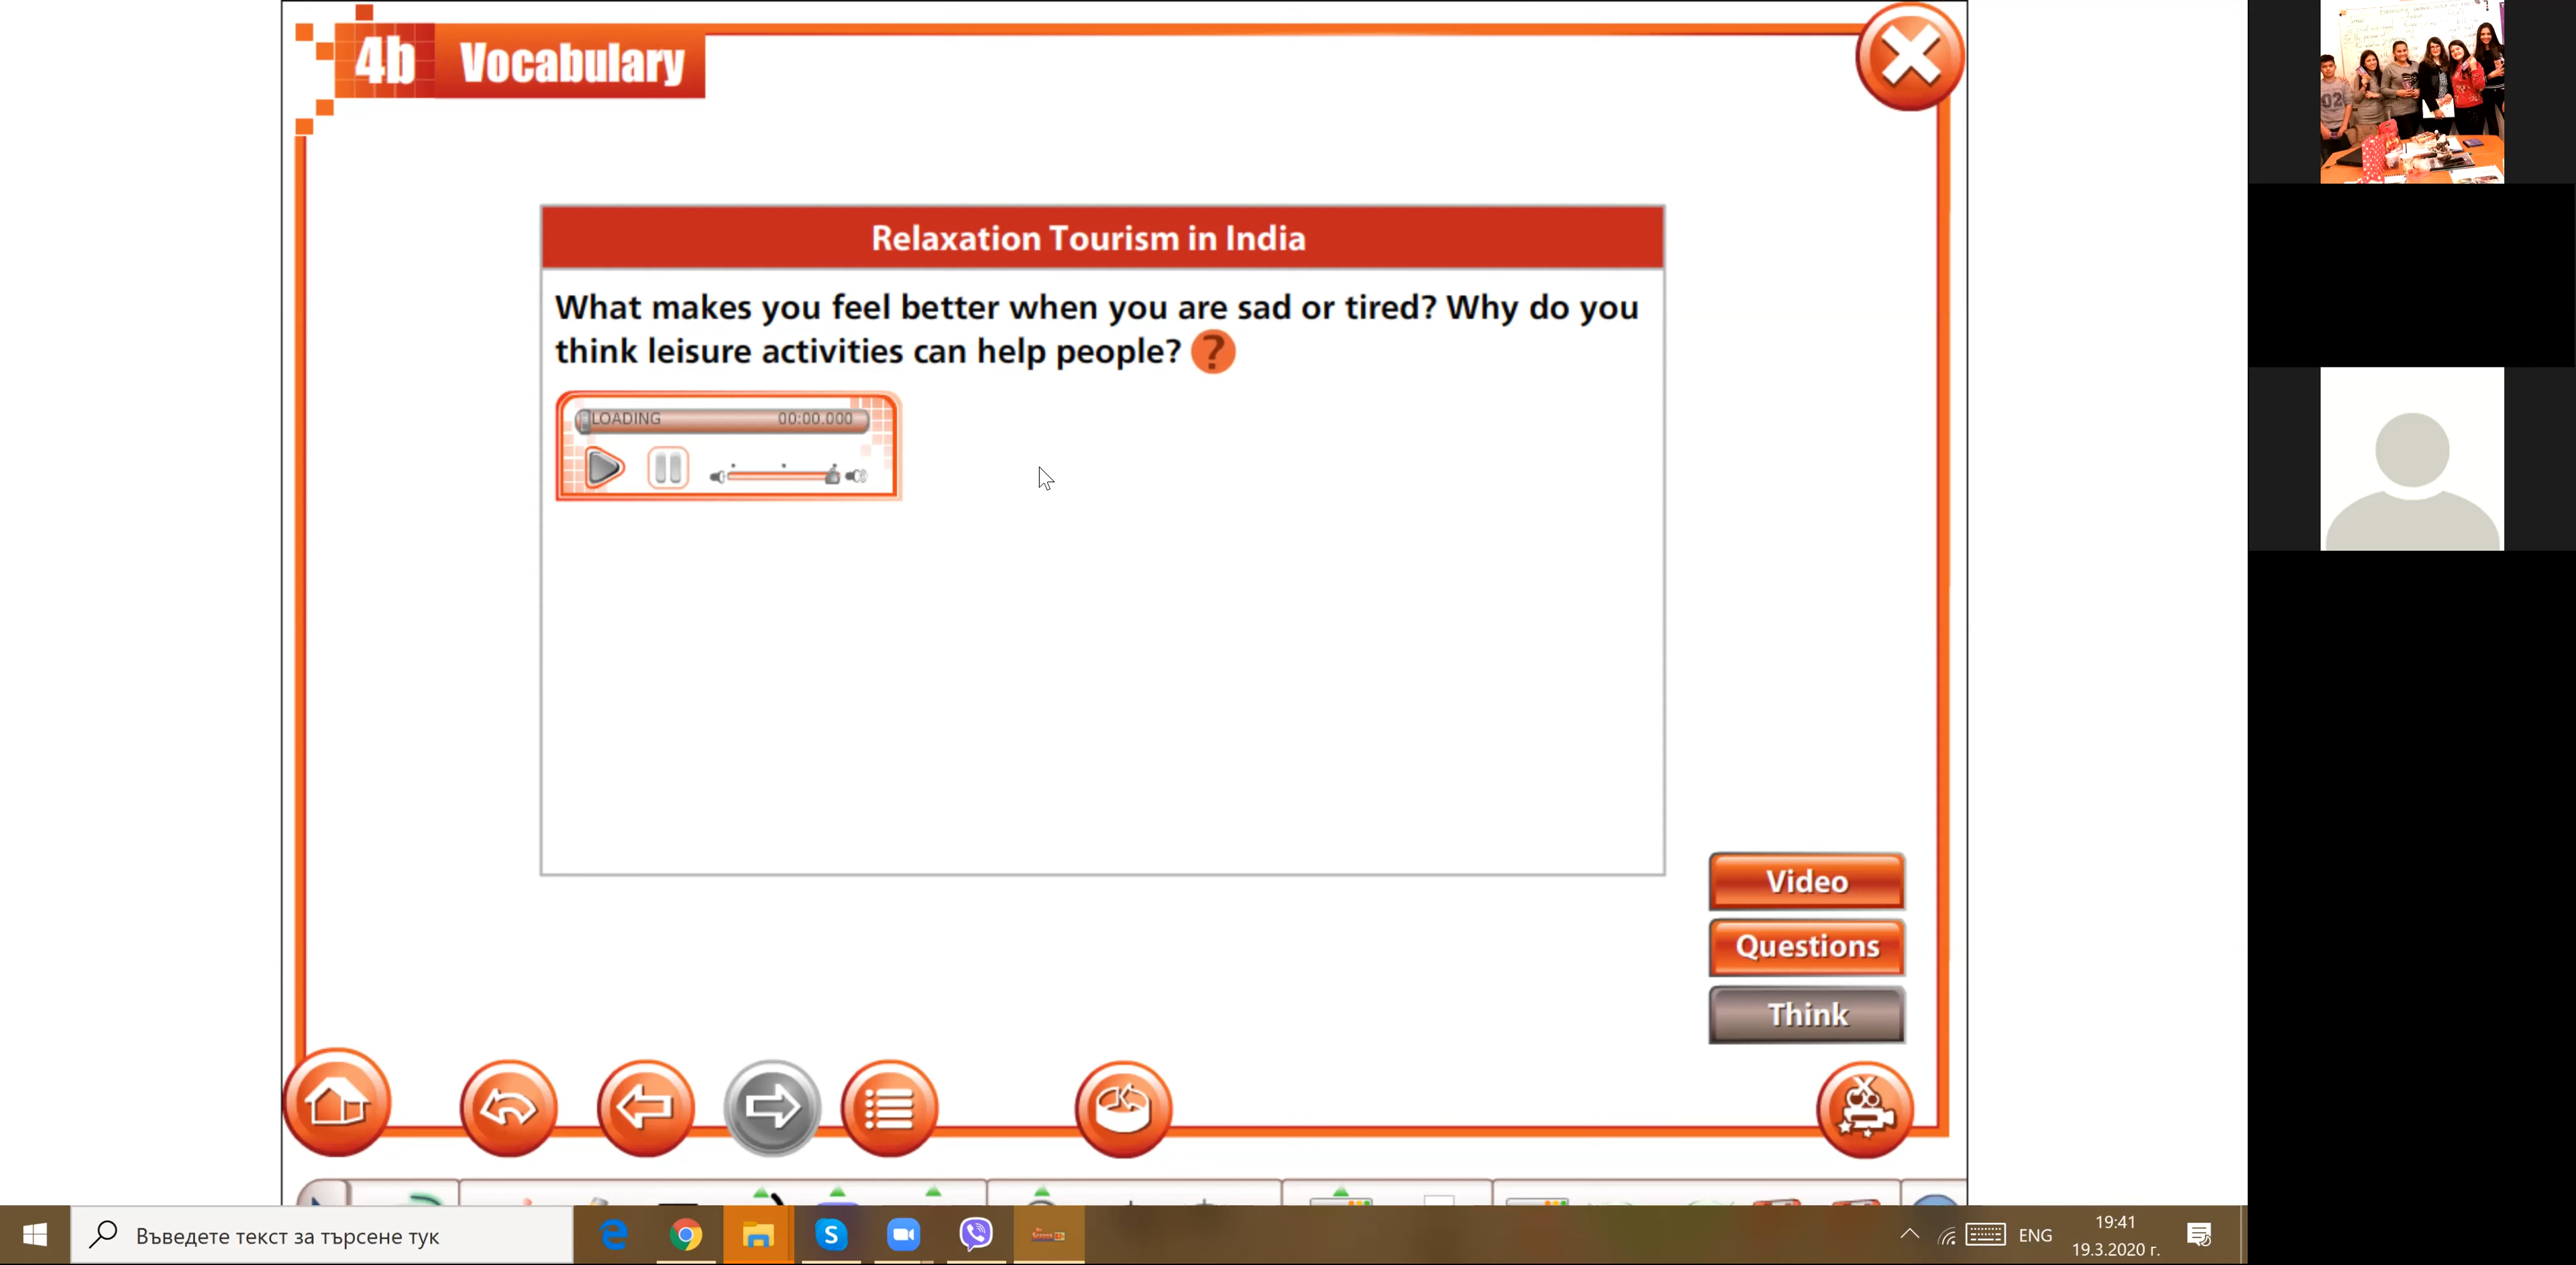 4b Vocabulary
Relaxation Tourism in India
What makes you feel better when you are sad or tired? Why do you
think leisure activities can help people? ?
LOADING 00:00.000
Video
Questions
Think
Въведете текст за търсене тук
ENG
19:41
19.3.2020 г.
02